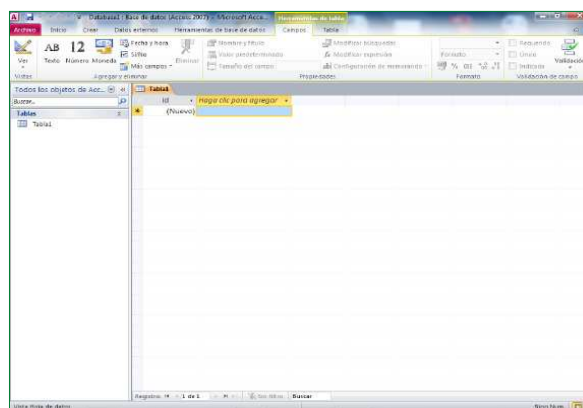 Database1 : Base de datos (Access 2007) - Microsoft Acce...
Herramientas de tabla
Archivo Inicio Crear Datos externos Herramientas de base de datos Campos Tabla
Ver
AB Texto
12 Número
Moneda
Fecha y hora
Sí/No
Más campos
Eliminar
Nombre y título
Valor predeterminado
Tamaño del campo
Modificar búsquedas
Modificar expresión
Configuración de memorando
Formato
Requerido
Único
Indizada
Validación
Vistas Agregar y eliminar Propiedades Formato Validación de campo
Todos los objetos de Acc...
Buscar...
Tablas
Tabla1
Tabla1
Id Haga clic para agregar
(Nuevo)
Registro: 1 de 1 Sin filtro Buscar
Vista Hoja de datos
Bloq Núm